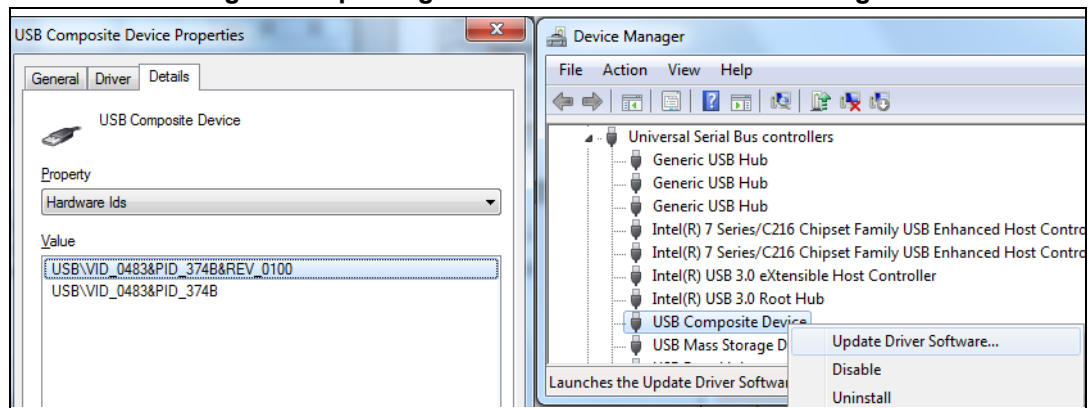 USB Composite Device Properties
General Driver Details
USB Composite Device
Property
Hardware Ids
Value
USB\VID_0483&PID_374B&REV_0100
USB\VID_0483&PID_374B
Device Manager
File Action View Help
Universal Serial Bus controllers
Generic USB Hub
Generic USB Hub
Generic USB Hub
Intel(R) 7 Series/C216 Chipset Family USB Enhanced Host Contro
Intel(R) 7 Series/C216 Chipset Family USB Enhanced Host Contro
Intel(R) USB 3.0 eXtensible Host Controller
Intel(R) USB 3.0 Root Hub
USB Composite Device
USB Mass Storage D
Update Driver Software...
Disable
Uninstall
Launches the Update Driver Softwar